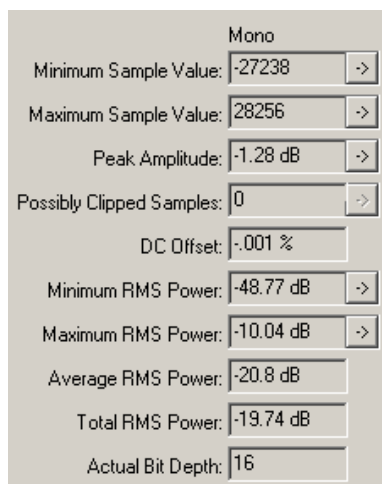 Mono
Minimum Sample Value: -27238 ->
Maximum Sample Value: 28256 ->
Peak Amplitude: -1.28 dB ->
Possibly Clipped Samples: 0 ->
DC Offset: -.001 %
Minimum RMS Power: -48.77 dB ->
Maximum RMS Power: -10.04 dB ->
Average RMS Power: -20.8 dB
Total RMS Power: -19.74 dB
Actual Bit Depth: 16